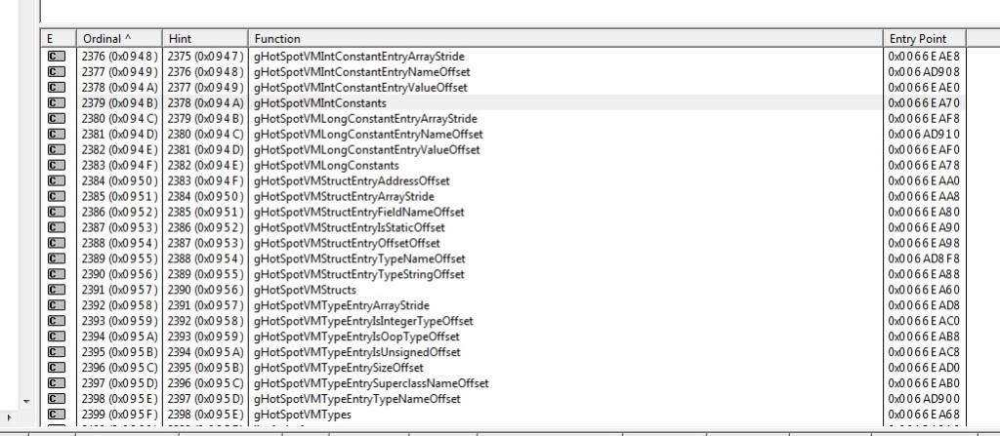 E Ordinal ^ Hint Function Entry Point
C 2376 (0x0948) 2375 (0x0947) gHotSpotVMIntConstantEntryArrayStride 0x0066EAE8
C 2377 (0x0949) 2376 (0x0948) gHotSpotVMIntConstantEntryNameOffset 0x006AD908
C 2378 (0x094A) 2377 (0x0949) gHotSpotVMIntConstantEntryValueOffset 0x0066EAE0
C 2379 (0x094B) 2378 (0x094A) gHotSpotVMIntConstants 0x0066EA70
C 2380 (0x094C) 2379 (0x094B) gHotSpotVMLongConstantEntryArrayStride 0x0066EAF8
C 2381 (0x094D) 2380 (0x094C) gHotSpotVMLongConstantEntryNameOffset 0x006AD910
C 2382 (0x094E) 2381 (0x094D) gHotSpotVMLongConstantEntryValueOffset 0x0066EAF0
C 2383 (0x094F) 2382 (0x094E) gHotSpotVMLongConstants 0x0066EA78
C 2384 (0x0950) 2383 (0x094F) gHotSpotVMStructEntryAddressOffset 0x0066EAA0
C 2385 (0x0951) 2384 (0x0950) gHotSpotVMStructEntryArrayStride 0x0066EAA8
C 2386 (0x0952) 2385 (0x0951) gHotSpotVMStructEntryFieldNameOffset 0x0066EA80
C 2387 (0x0953) 2386 (0x0952) gHotSpotVMStructEntryIsStaticOffset 0x0066EA90
C 2388 (0x0954) 2387 (0x0953) gHotSpotVMStructEntryOffsetOffset 0x0066EA98
C 2389 (0x0955) 2388 (0x0954) gHotSpotVMStructEntryTypeNameOffset 0x006AD8F8
C 2390 (0x0956) 2389 (0x0955) gHotSpotVMStructEntryTypeStringOffset 0x0066EA88
C 2391 (0x0957) 2390 (0x0956) gHotSpotVMStructs 0x0066EA60
C 2392 (0x0958) 2391 (0x0957) gHotSpotVMTypeEntryArrayStride 0x0066EAD8
C 2393 (0x0959) 2392 (0x0958) gHotSpotVMTypeEntryIsIntegerTypeOffset 0x0066EAC0
C 2394 (0x095A) 2393 (0x0959) gHotSpotVMTypeEntryIsOopTypeOffset 0x0066EAB8
C 2395 (0x095B) 2394 (0x095A) gHotSpotVMTypeEntryIsUnsignedOffset 0x0066EAC8
C 2396 (0x095C) 2395 (0x095B) gHotSpotVMTypeEntrySizeOffset 0x0066EAD0
C 2397 (0x095D) 2396 (0x095C) gHotSpotVMTypeEntrySuperclassNameOffset 0x0066EAB0
C 2398 (0x095E) 2397 (0x095D) gHotSpotVMTypeEntryTypeNameOffset 0x006AD900
C 2399 (0x095F) 2398 (0x095E) gHotSpotVMTypes 0x0066EA68